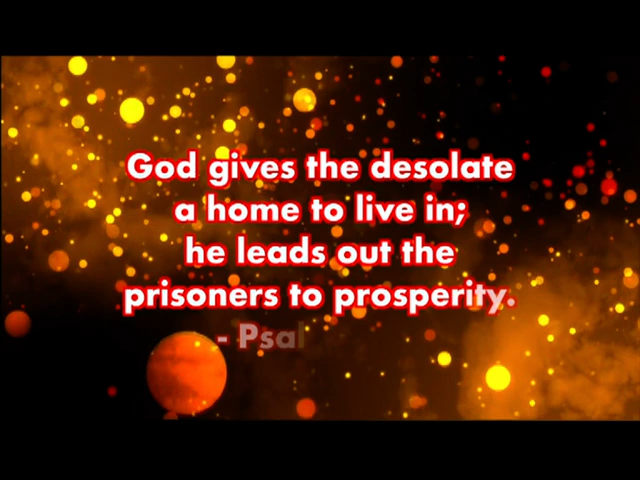 God gives the desolate
a home to live in;
he leads out the
prisoners to prosperity.
- Psal